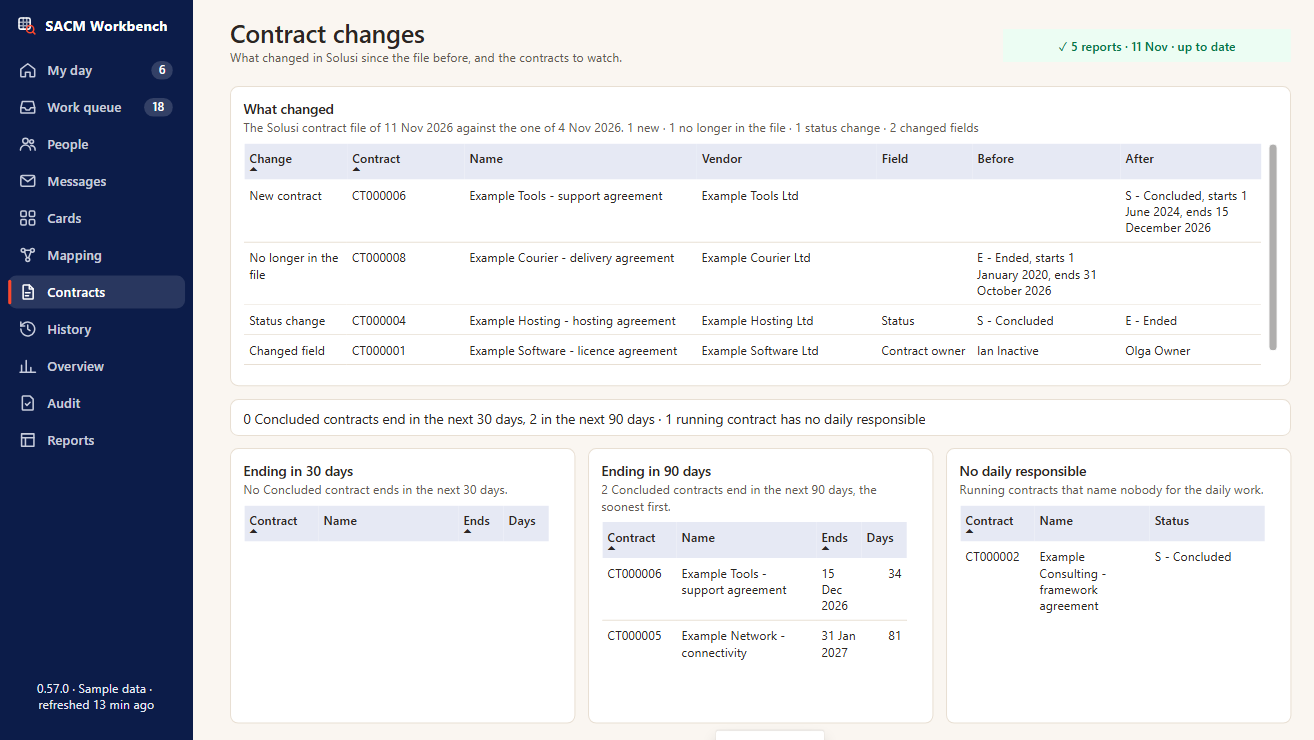 SACM Workbench
My day 6
Work queue 18
People
Messages
Cards
Mapping
Contracts
History
Overview
Audit
Reports
0.57.0 · Sample data ·
refreshed 13 min ago
Contract changes
What changed in Solusi since the file before, and the contracts to watch.
✓ 5 reports · 11 Nov · up to date
What changed
The Solusi contract file of 11 Nov 2026 against the one of 4 Nov 2026. 1 new · 1 no longer in the file · 1 status change · 2 changed fields
Change Contract Name Vendor Field Before After
New contract CT000006 Example Tools - support agreement Example Tools Ltd S - Concluded, starts 1
June 2024, ends 15
December 2026
No longer in the CT000008 Example Courier - delivery agreement Example Courier Ltd E - Ended, starts 1
file January 2020, ends 31
October 2026
Status change CT000004 Example Hosting - hosting agreement Example Hosting Ltd Status S - Concluded E - Ended
Changed field CT000001 Example Software - licence agreement Example Software Ltd Contract owner Ian Inactive Olga Owner
0 Concluded contracts end in the next 30 days, 2 in the next 90 days · 1 running contract has no daily responsible
Ending in 30 days
No Concluded contract ends in the next 30 days.
Contract Name Ends Days
Ending in 90 days
2 Concluded contracts end in the next 90 days, the
soonest first.
Contract Name Ends Days
CT000006 Example Tools - 15 34
support agreement Dec
2026
CT000005 Example Network - 31 Jan 81
connectivity 2027
No daily responsible
Running contracts that name nobody for the daily work.
Contract Name Status
CT000002 Example S - Concluded
Consulting -
framework
agreement